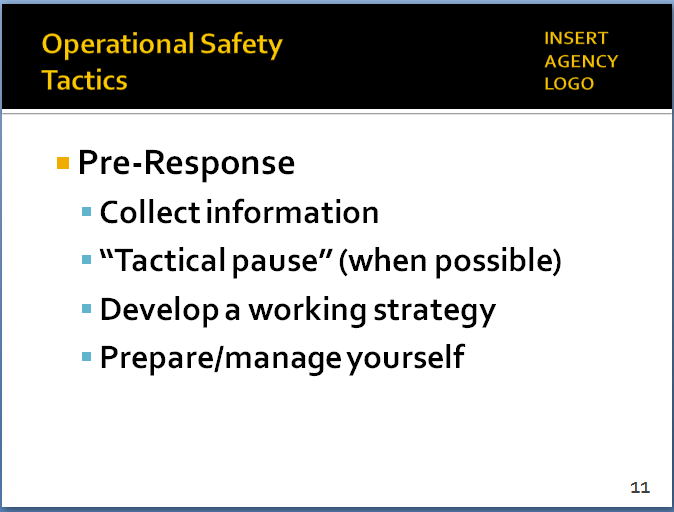 Operational Safety
Tactics
INSERT
AGENCY
LOGO
Pre-Response
Collect information
“Tactical pause” (when possible)
Develop a working strategy
Prepare/manage yourself
11